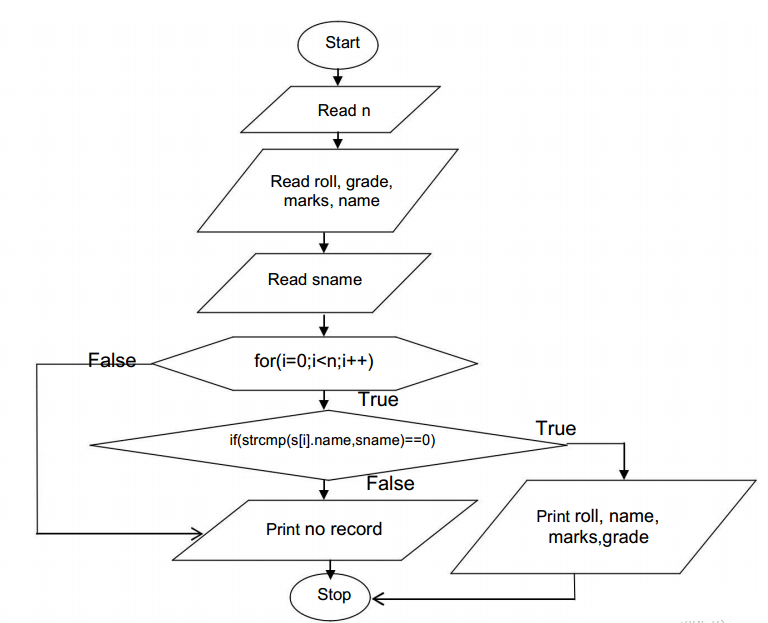 Start
Read n
Read roll, grade,
marks, name
Read sname
False
for(i=0;i<n;i++)
True
if(strcmp(s[i].name,sname)==0)
True
False
Print no record
Print roll, name,
marks,grade
Stop